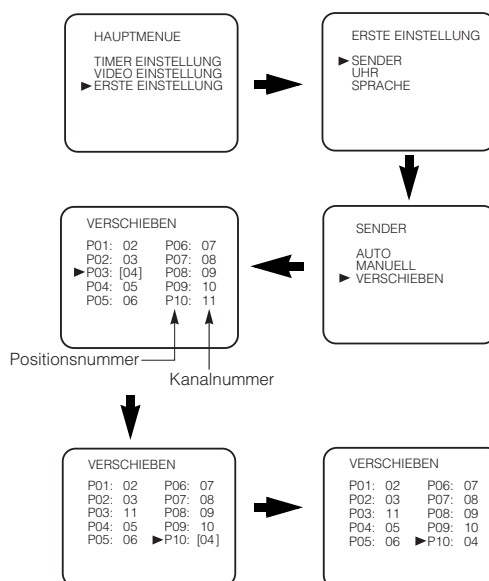 HAUPTMENUE
TIMER EINSTELLUNG
VIDEO EINSTELLUNG
►ERSTE EINSTELLUNG
ERSTE EINSTELLUNG
►SENDER
UHR
SPRACHE
SENDER
AUTO
MANUELL
► VERSCHIEBEN
VERSCHIEBEN
P01: 02 P06: 07
P02: 03 P07: 08
►P03: [04] P08: 09
P04: 05 P09: 10
P05: 06 P10: 11
Positionsnummer
Kanalnummer
VERSCHIEBEN
P01: 02 P06: 07
P02: 03 P07: 08
P03: 11 P08: 09
P04: 05 P09: 10
P05: 06 ►P10: [04]
VERSCHIEBEN
P01: 02 P06: 07
P02: 03 P07: 08
P03: 11 P08: 09
P04: 05 P09: 10
P05: 06 ►P10: 04